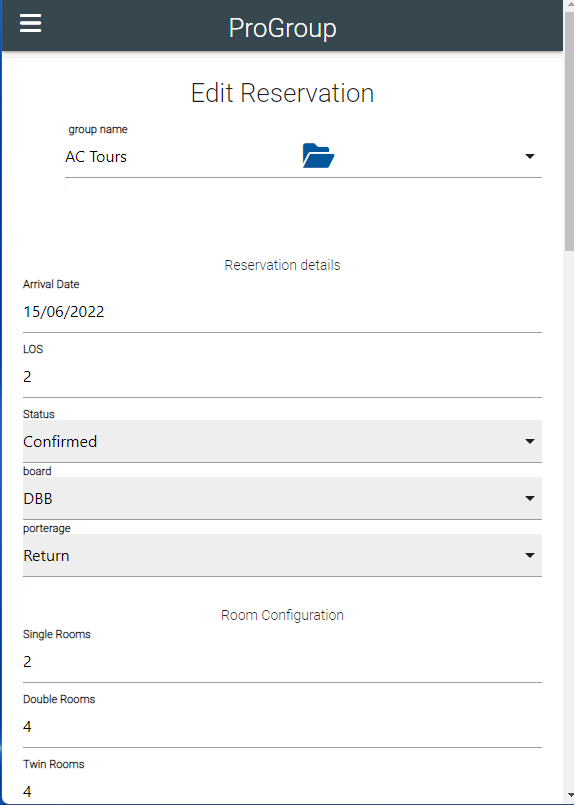 ProGroup
Edit Reservation
group name
AC Tours
Reservation details
Arrival Date
15/06/2022
LOS
2
Status
Confirmed
board
DBB
porterage
Return
Room Configuration
Single Rooms
2
Double Rooms
4
Twin Rooms
4